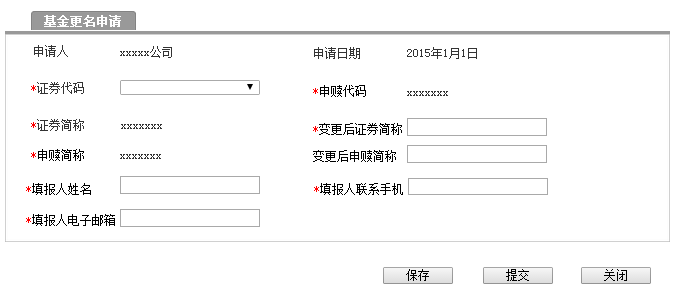 基金更名申请
申请人 xxxxx公司 申请日期 2015年1月1日
*证券代码 *申赎代码 xxxxxxx
*证券简称 xxxxxxx *变更后证券简称
*申赎简称 xxxxxxx 变更后申赎简称
*填报人姓名 *填报人联系手机
*填报人电子邮箱
保存 提交 关闭